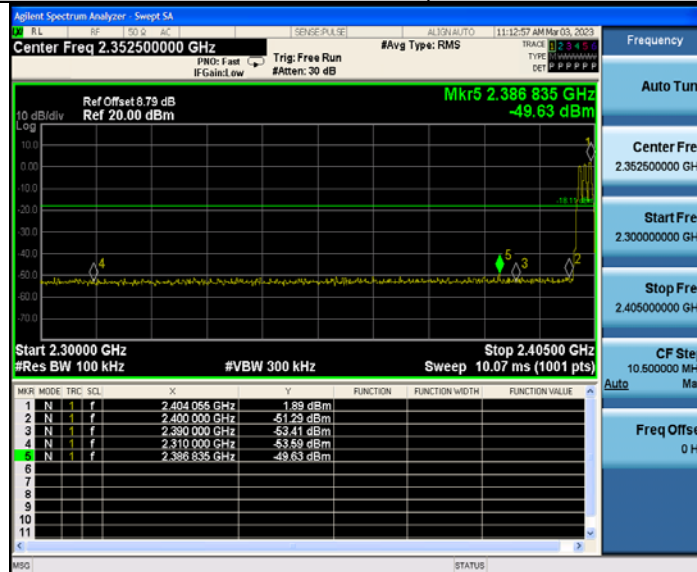 Agilent Spectrum Analyzer - Swept SA
RL RF 50 Ω AC SENSE:PULSE ALIGN AUTO 11:12:57 AM Mar 03, 2023
Center Freq 2.352500000 GHz #Avg Type: RMS TRACE 1 2 3 4 5 6
PNO: Fast Trig: Free Run TYPE M
IFGain:Low #Atten: 30 dB DET P P P P P P
Mkr5 2.386 835 GHz
-49.63 dBm
Ref Offset 8.79 dB
10 dB/div Ref 20.00 dBm
Log
10.0
0.00
-10.0
-20.0
-30.0
-40.0
-50.0
-60.0
-70.0
1
2
3
4
5
Start 2.30000 GHz Stop 2.40500 GHz
#Res BW 100 kHz #VBW 300 kHz Sweep 10.07 ms (1001 pts)
MKR MODE TRC SCL X Y FUNCTION FUNCTION WIDTH FUNCTION VALUE
1 N 1 f 2.404 055 GHz 1.89 dBm
2 N 1 f 2.400 000 GHz -51.29 dBm
3 N 1 f 2.390 000 GHz -53.41 dBm
4 N 1 f 2.310 000 GHz -53.59 dBm
5 N 1 f 2.386 835 GHz -49.63 dBm
6
7
8
9
10
11
MSG STATUS
Frequency
Auto Tun
Center Fre
2.352500000 GH
Start Fre
2.300000000 GH
Stop Fre
2.405000000 GH
CF Ste
10.500000 MH
Auto Ma
Freq Offse
0 H